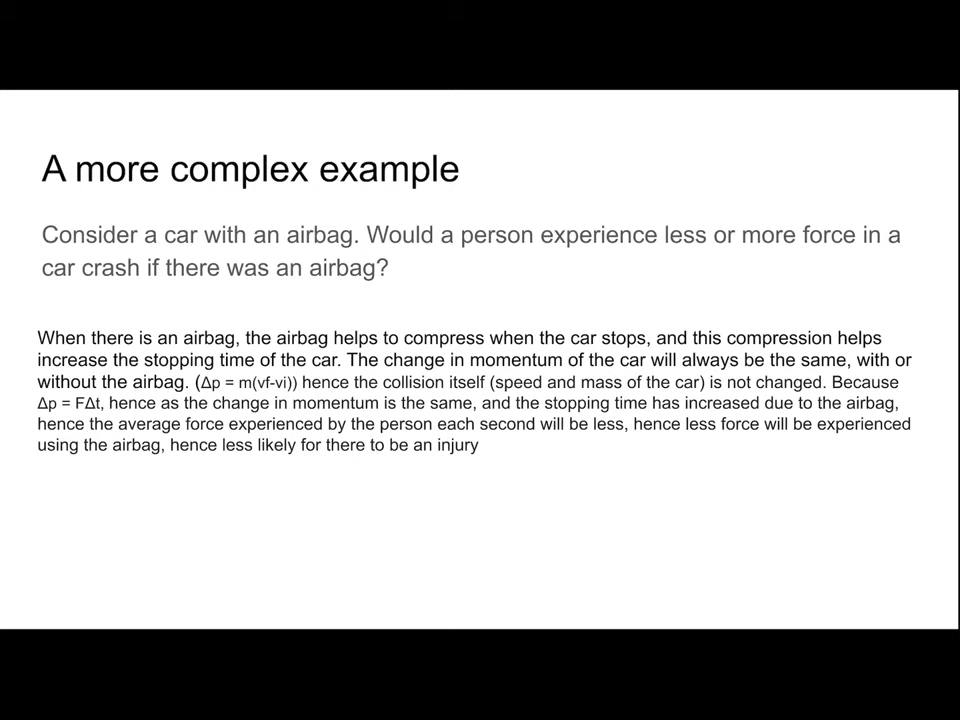 A more complex example
Consider a car with an airbag. Would a person experience less or more force in a
car crash if there was an airbag?
When there is an airbag, the airbag helps to compress when the car stops, and this compression helps
increase the stopping time of the car. The change in momentum of the car will always be the same, with or
without the airbag. (Δp = m(vf-vi)) hence the collision itself (speed and mass of the car) is not changed. Because
Δp = FΔt, hence as the change in momentum is the same, and the stopping time has increased due to the airbag,
hence the average force experienced by the person each second will be less, hence less force will be experienced
using the airbag, hence less likely for there to be an injury